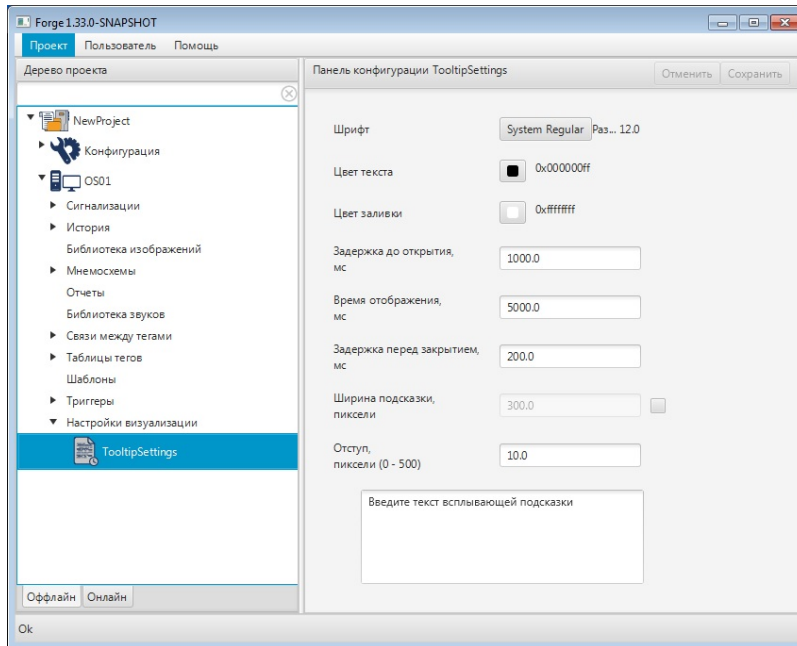 Forge 1.33.0-SNAPSHOT
Проект Пользователь Помощь
Дерево проекта
NewProject
Конфигурация
OS01
Сигнализации
История
Библиотека изображений
Мнемосхемы
Отчеты
Библиотека звуков
Связи между тегами
Таблицы тегов
Шаблоны
Триггеры
Настройки визуализации
TooltipSettings
Оффлайн Онлайн
Панель конфигурации TooltipSettings Отменить Сохранить
Шрифт System Regular Раз... 12.0
Цвет текста 0x000000ff
Цвет заливки 0xffffffff
Задержка до открытия,
мс 1000.0
Время отображения,
мс 5000.0
Задержка перед закрытием,
мс 200.0
Ширина подсказки,
пиксели 300.0
Отступ,
пиксели (0 - 500) 10.0
Введите текст всплывающей подсказки
Ok